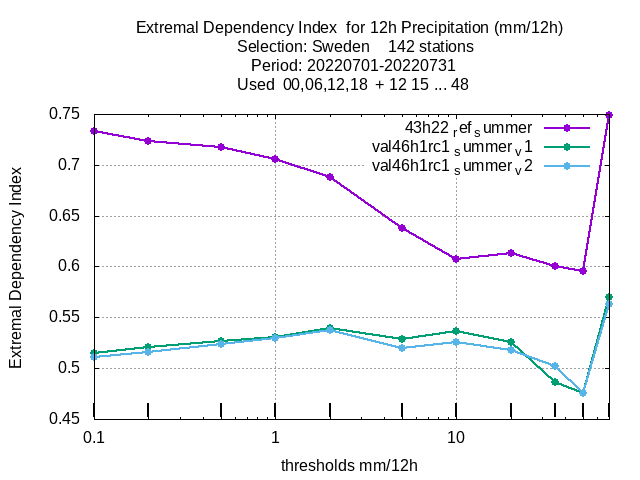 Extremal Dependency Index  for 12h Precipitation (mm/12h)
Selection: Sweden    142 stations
Period: 20220701-20220731
Used  00,06,12,18  + 12 15 ... 48
43h22 ref summer
val46h1rc1 summer v1
val46h1rc1 summer v2
Extremal Dependency Index
0.75
0.7
0.65
0.6
0.55
0.5
0.45
0.1 1 10
thresholds mm/12h